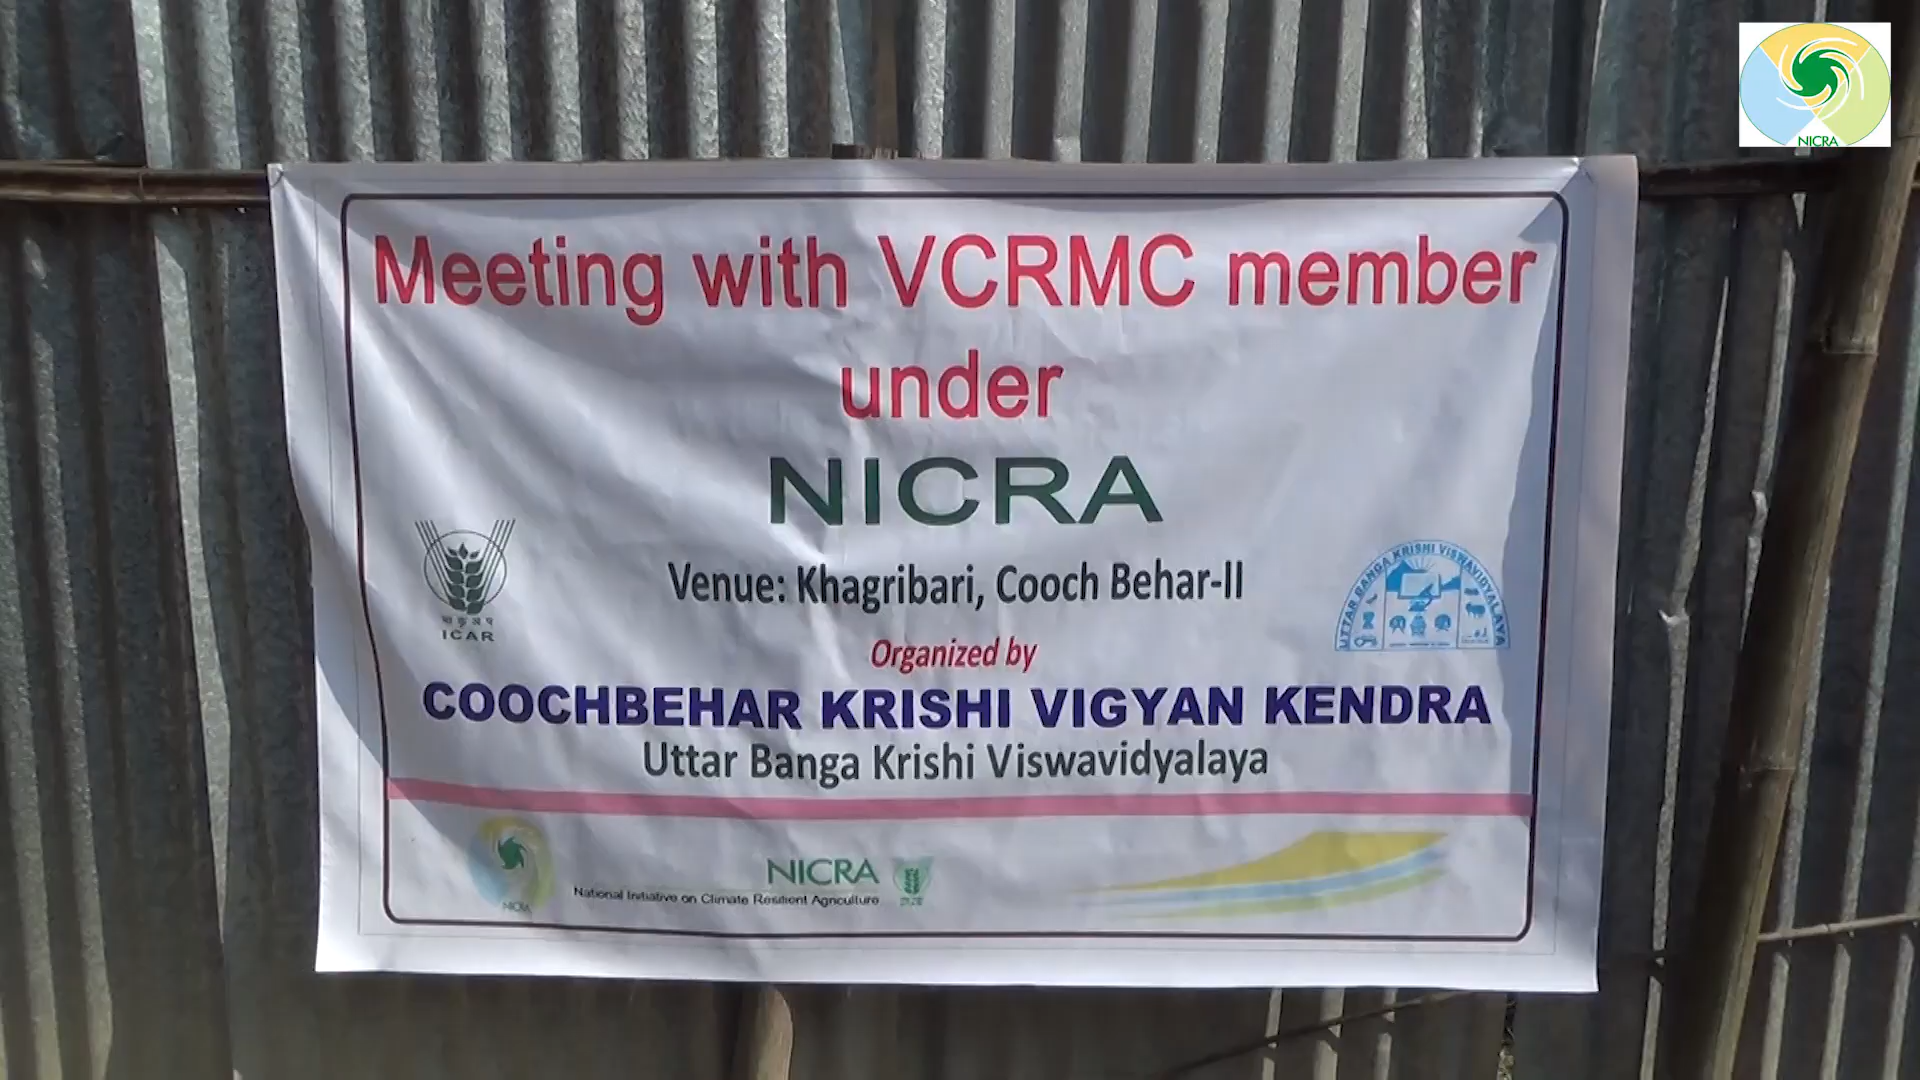 NICRA
Meeting with VCRMC member
under
NICRA
Venue: Khagribari, Cooch Behar-II
भा कृ अ प
ICAR
UTTAR BANGA KRISHI VISWAVIDYALAYA
Organized by
COOCHBEHAR KRISHI VIGYAN KENDRA
Uttar Banga Krishi Viswavidyalaya
NICRA
NICRA
National Initiative on Climate Resilient Agriculture